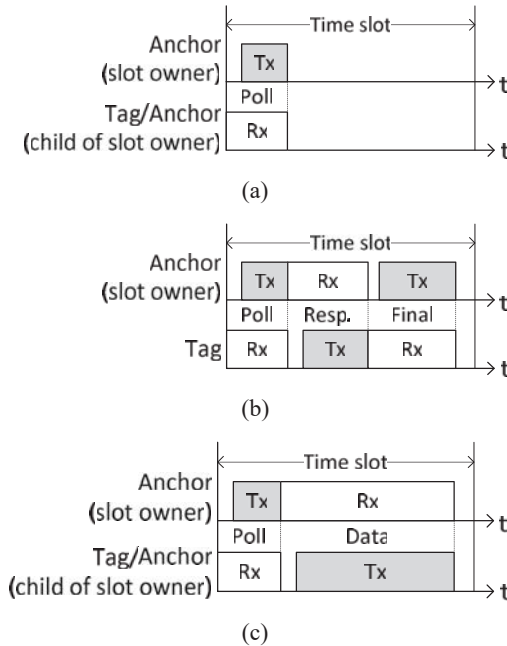 Time slot
Anchor
(slot owner)
Tx
t
Poll
Tag/Anchor
(child of slot owner)
Rx
t
(a)
Time slot
Anchor
(slot owner)
Tx Rx Tx
t
Poll Resp. Final
Tag
Rx Tx Rx
t
(b)
Time slot
Anchor
(slot owner)
Tx Rx
t
Poll Data
Tag/Anchor
(child of slot owner)
Rx Tx
t
(c)